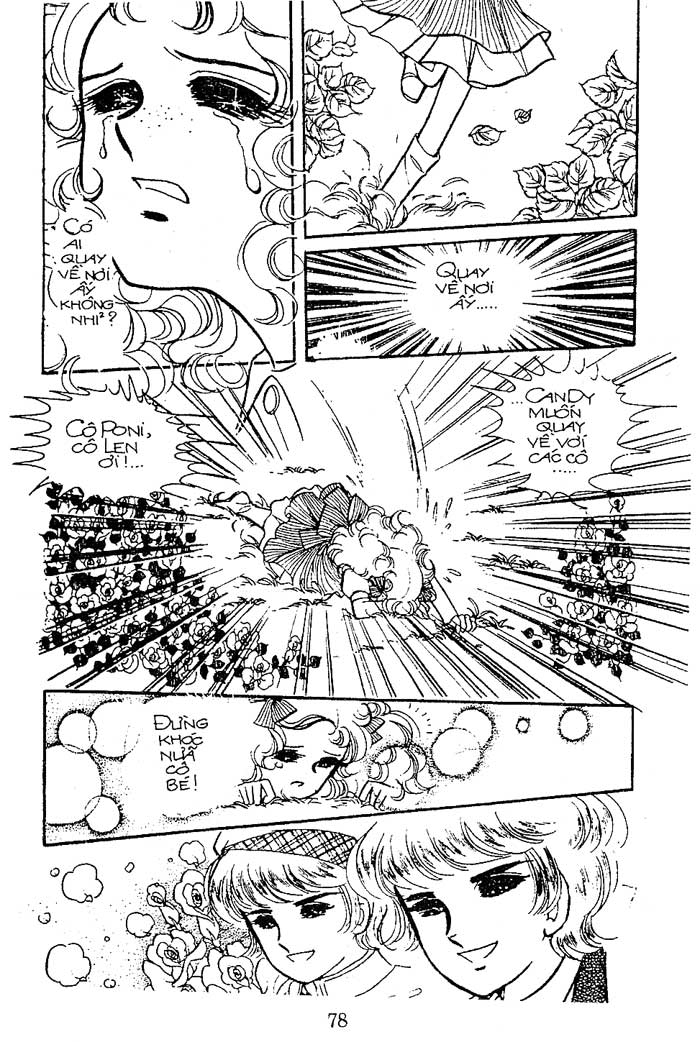 CÓ
AI
QUAY
VỀ NƠI
ẤY
KHÔNG
NHỈ?
QUAY
VỀ NƠI
ẤY.....
CÔ PONI,
CÔ LEN
ƠI!...
...CANDY
MUỐN
QUAY
VỀ VỚI
CÁC CÔ
.....
ĐỪNG
KHÓC
NỮA
CÔ
BÉ!
78